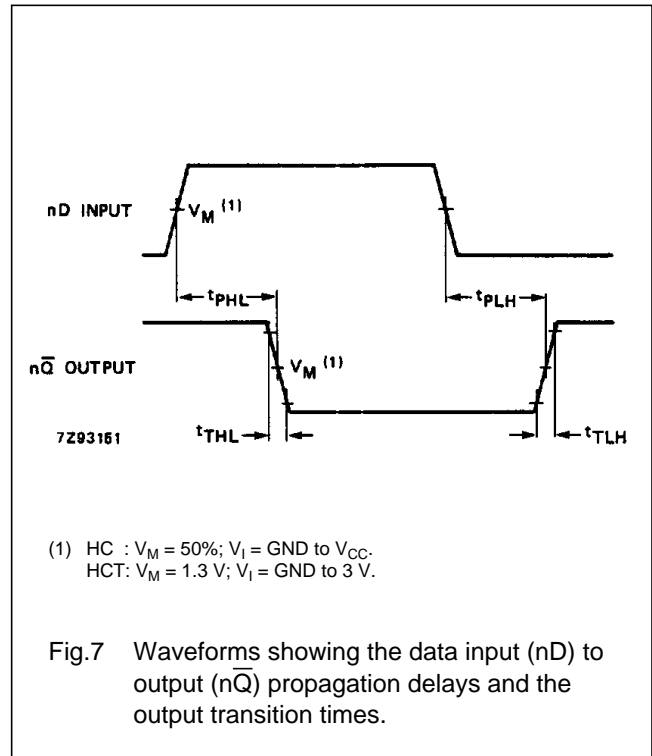 nD INPUT
V_M (1)
t_PHL
t_PLH
nQ̅ OUTPUT
V_M (1)
7Z93161
t_THL
t_TLH
(1) HC : V_M = 50%; V_I = GND to V_CC.
HCT: V_M = 1.3 V; V_I = GND to 3 V.
Fig.7 Waveforms showing the data input (nD) to
output (nQ̅) propagation delays and the
output transition times.